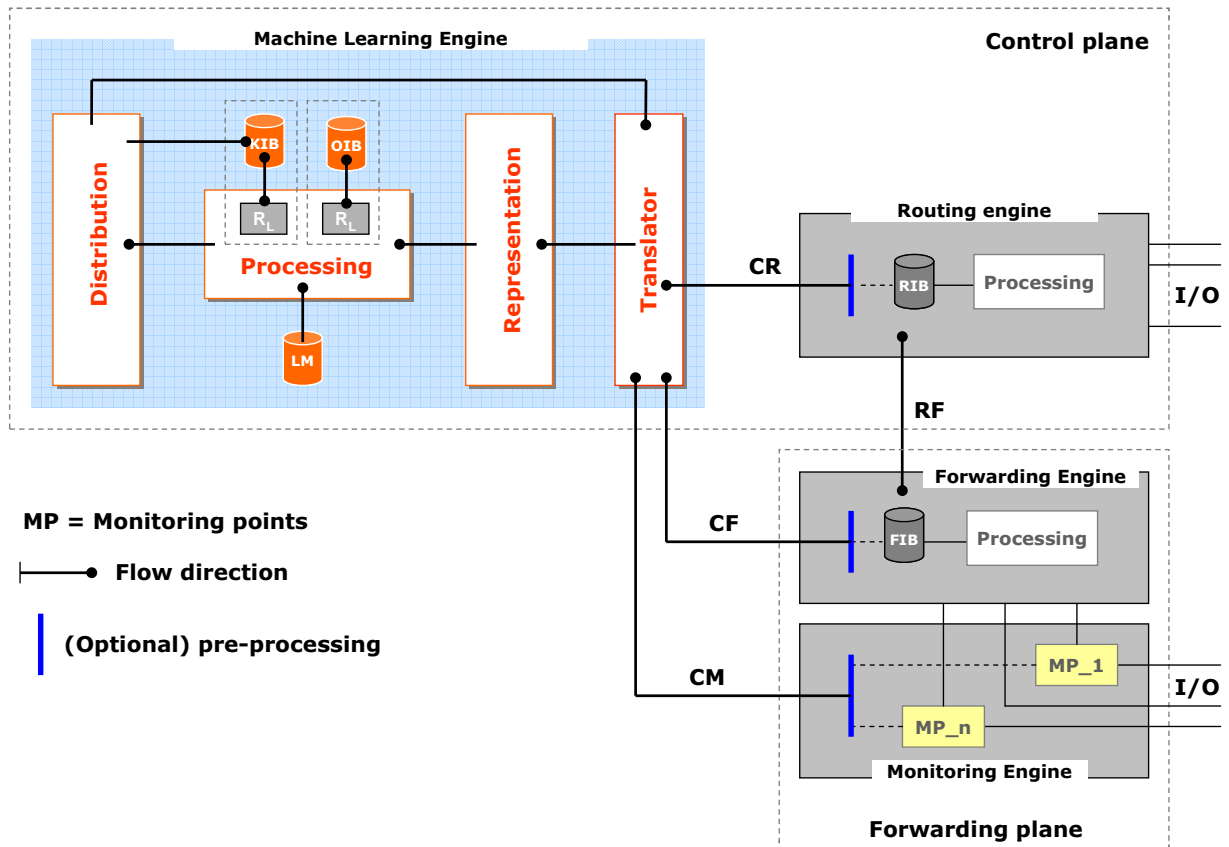 Machine Learning Engine
Control plane
KIB
OIB
R_L
R_L
Distribution
Processing
LM
Representation
Translator
CR
Routing engine
RIB
Processing
I/O
RF
MP = Monitoring points
Flow direction
(Optional) pre-processing
CF
Forwarding Engine
FIB
Processing
CM
MP_1
I/O
MP_n
Monitoring Engine
Forwarding plane